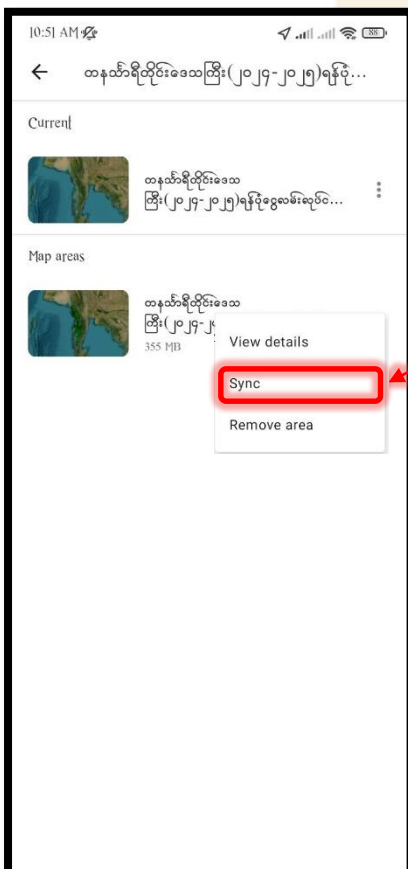 10:51 AM
88
တနင်္သာရီတိုင်းဒေသကြီး(၂၀၂၄-၂၀၂၅)ရန်ပုံ…
Current
တနင်္သာရီတိုင်းဒေသ
ကြီး(၂၀၂၄-၂၀၂၅)ရန်ပုံငွေလမ်းလုပ်င…
Map areas
တနင်္သာရီတိုင်းဒေသ
ကြီး(၂၀၂၄-၂၀
355 MB
View details
Sync
Remove area